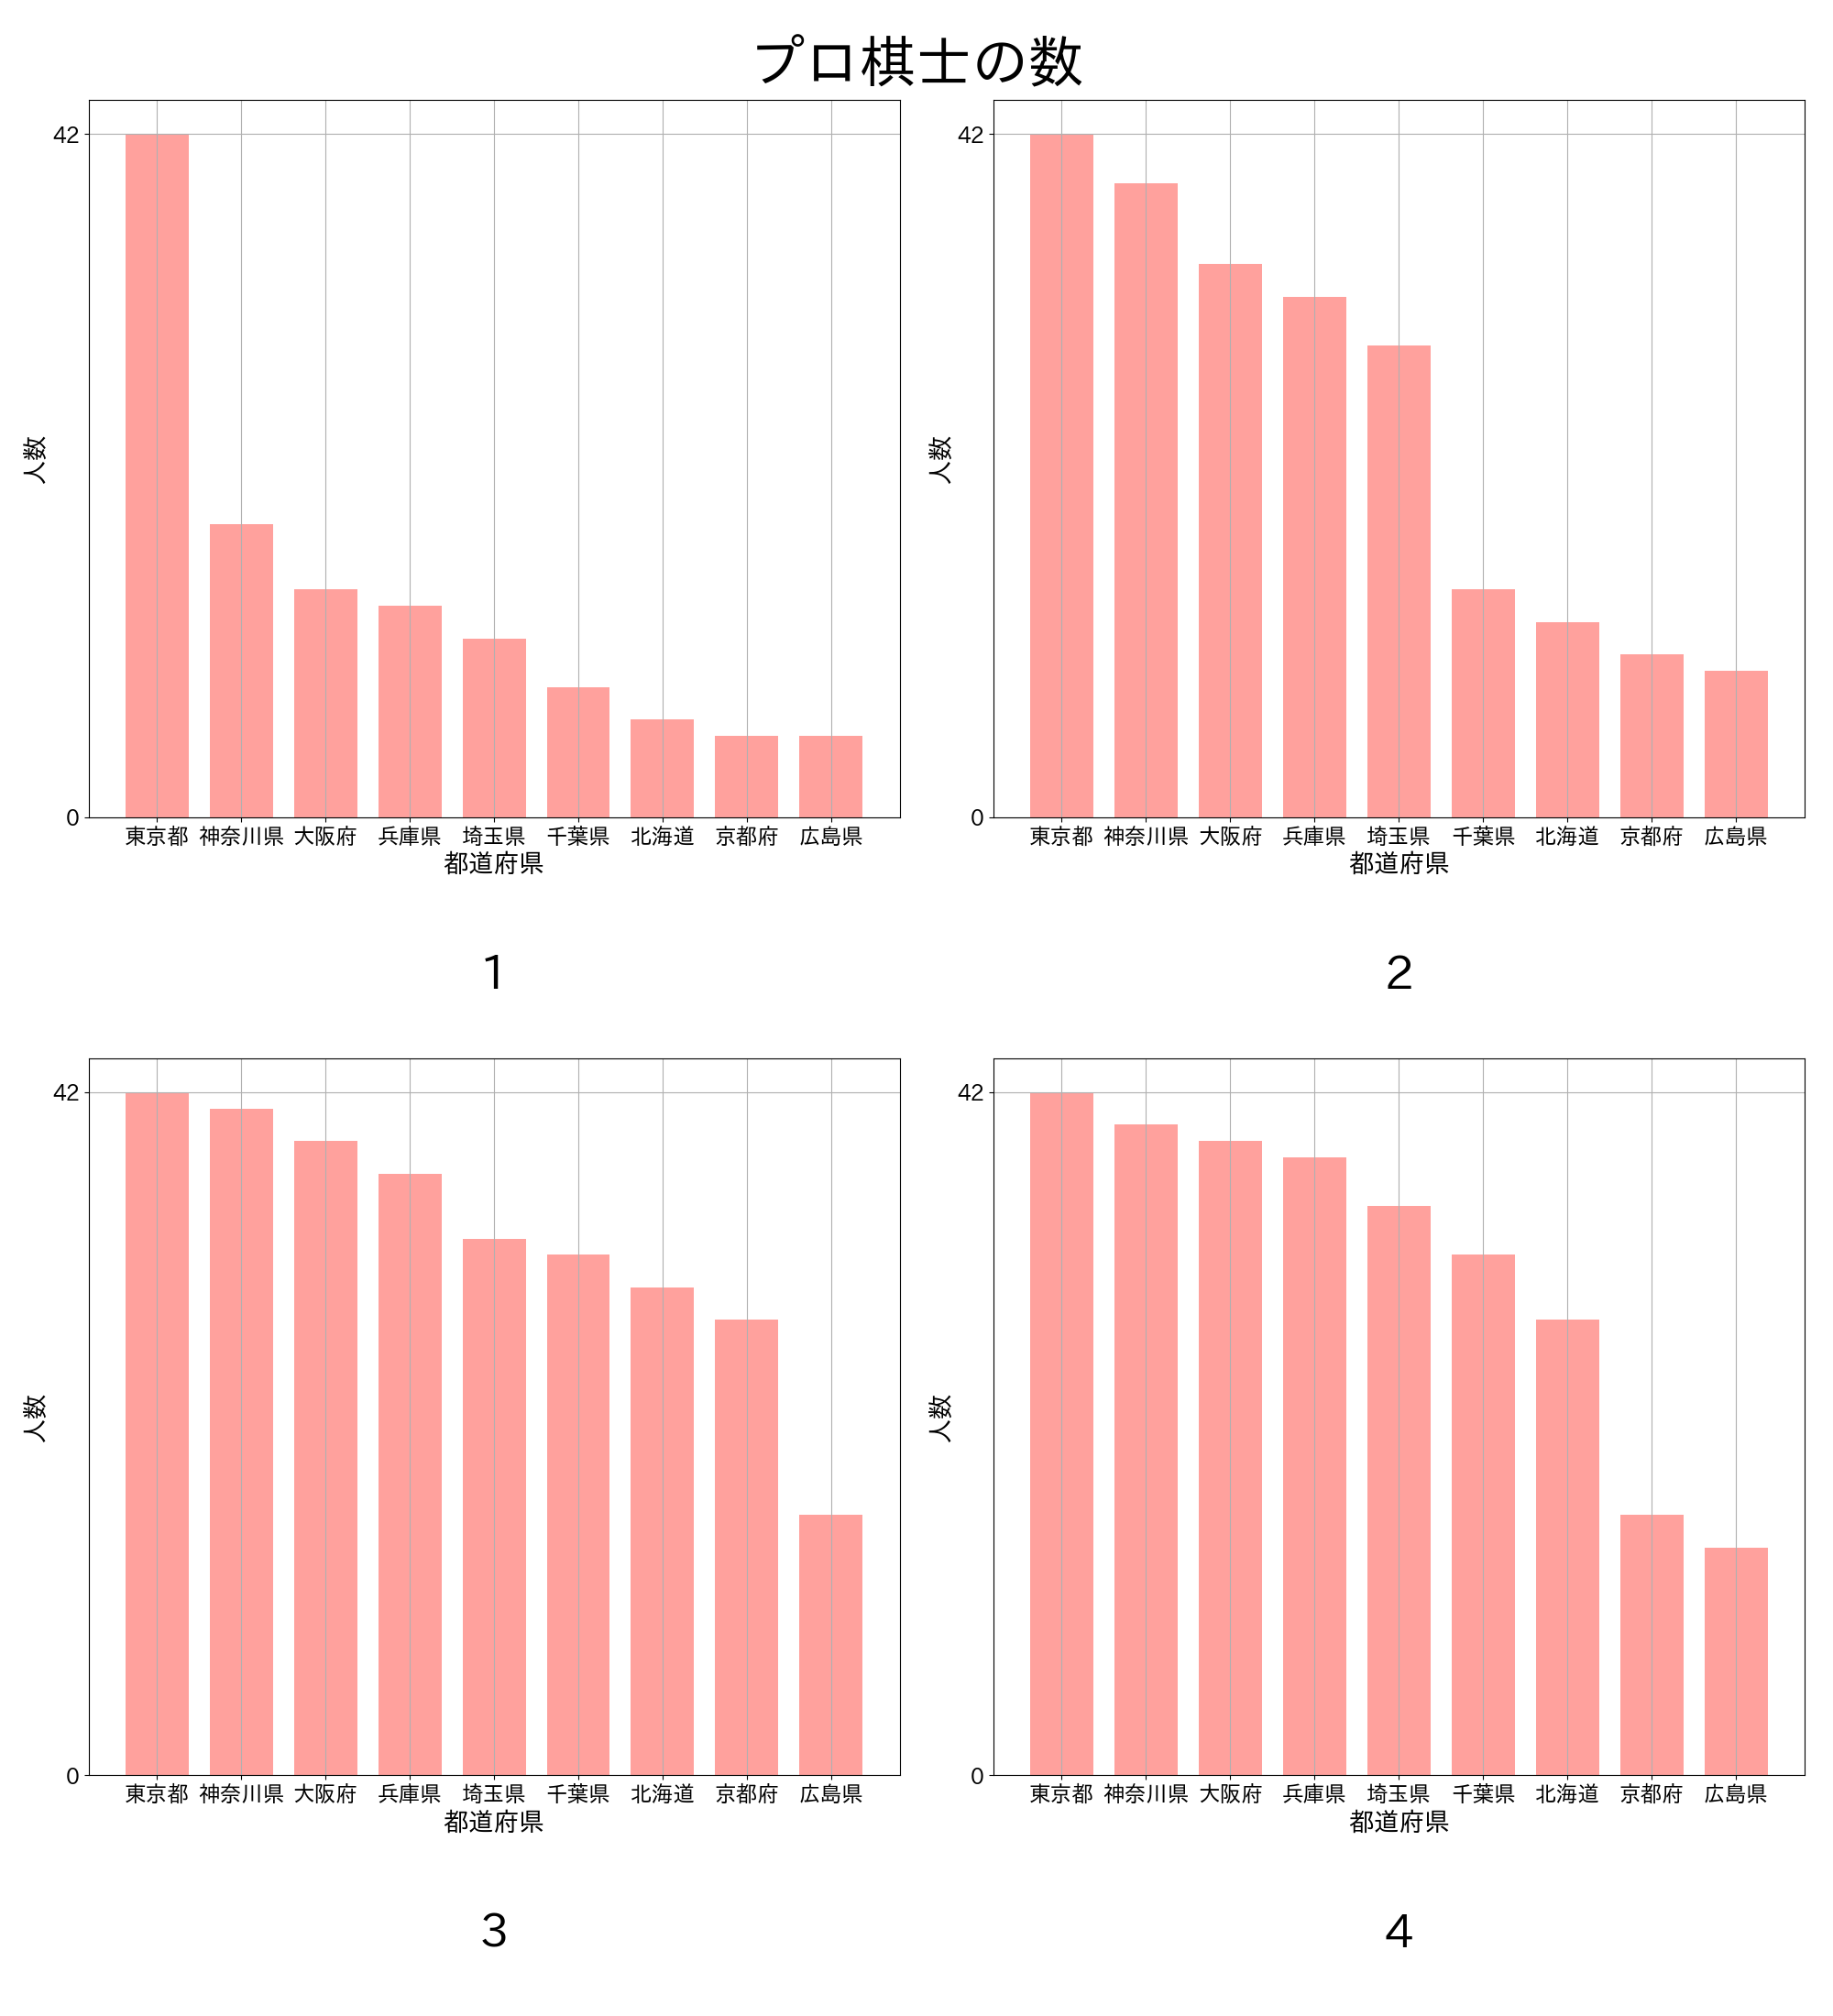 プロ棋士の数
42
0
人数
東京都 神奈川県 大阪府 兵庫県 埼玉県 千葉県 北海道 京都府 広島県
都道府県
1
42
0
人数
東京都 神奈川県 大阪府 兵庫県 埼玉県 千葉県 北海道 京都府 広島県
都道府県
2
42
0
人数
東京都 神奈川県 大阪府 兵庫県 埼玉県 千葉県 北海道 京都府 広島県
都道府県
3
42
0
人数
東京都 神奈川県 大阪府 兵庫県 埼玉県 千葉県 北海道 京都府 広島県
都道府県
4